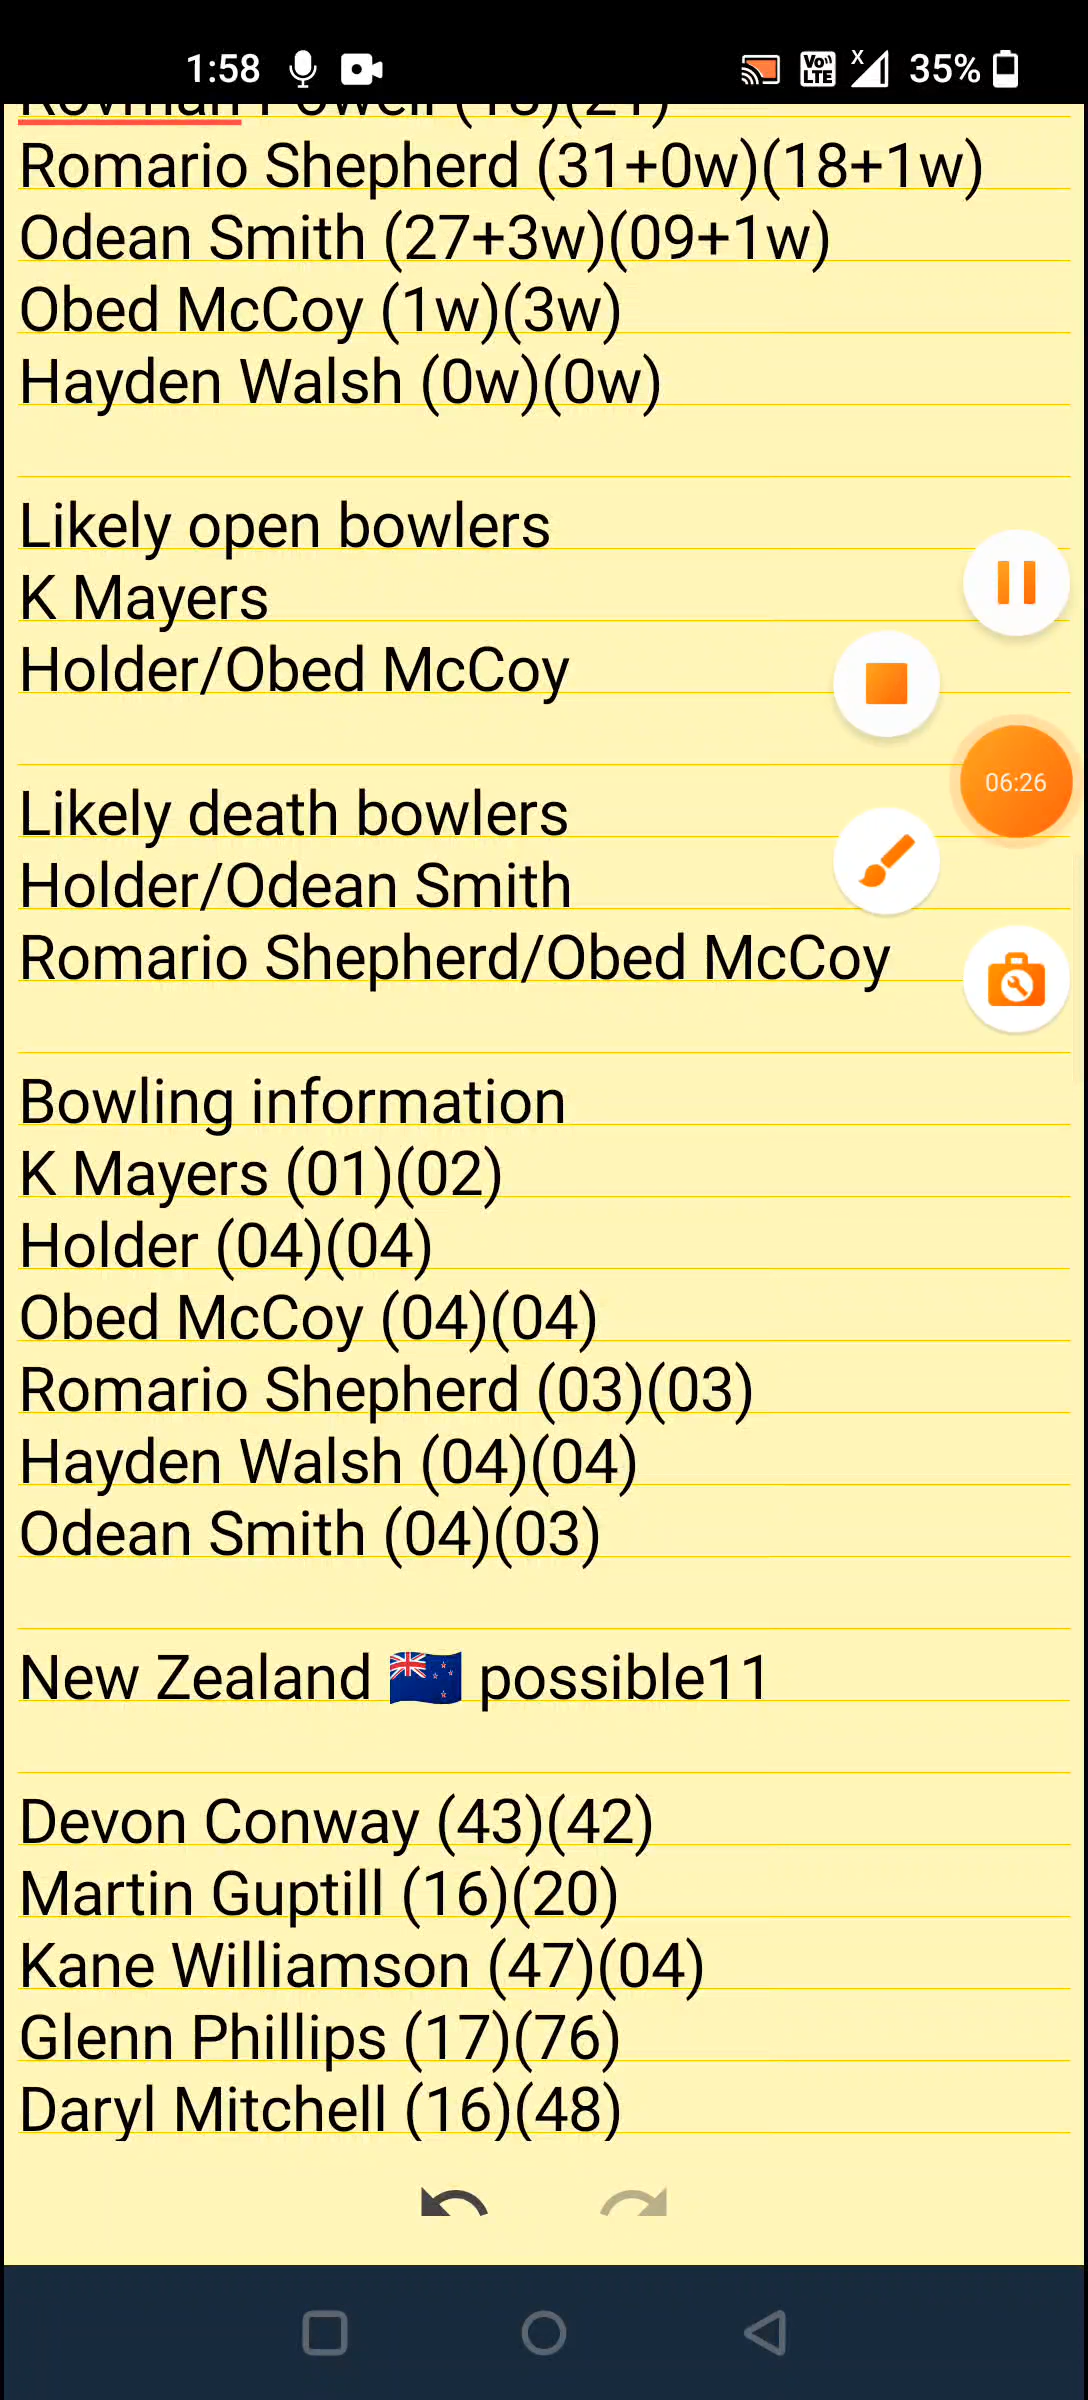 1:58 Vo)) LTE X 35%
Rovman Powell
Romario Shepherd (31+0w)(18+1w)
Odean Smith (27+3w)(09+1w)
Obed McCoy (1w)(3w)
Hayden Walsh (0w)(0w)
Likely open bowlers
K Mayers
Holder/Obed McCoy
06:26
Likely death bowlers
Holder/Odean Smith
Romario Shepherd/Obed McCoy
Bowling information
K Mayers (01)(02)
Holder (04)(04)
Obed McCoy (04)(04)
Romario Shepherd (03)(03)
Hayden Walsh (04)(04)
Odean Smith (04)(03)
New Zealand 🇳🇿 possible11
Devon Conway (43)(42)
Martin Guptill (16)(20)
Kane Williamson (47)(04)
Glenn Phillips (17)(76)
Daryl Mitchell (16)(48)